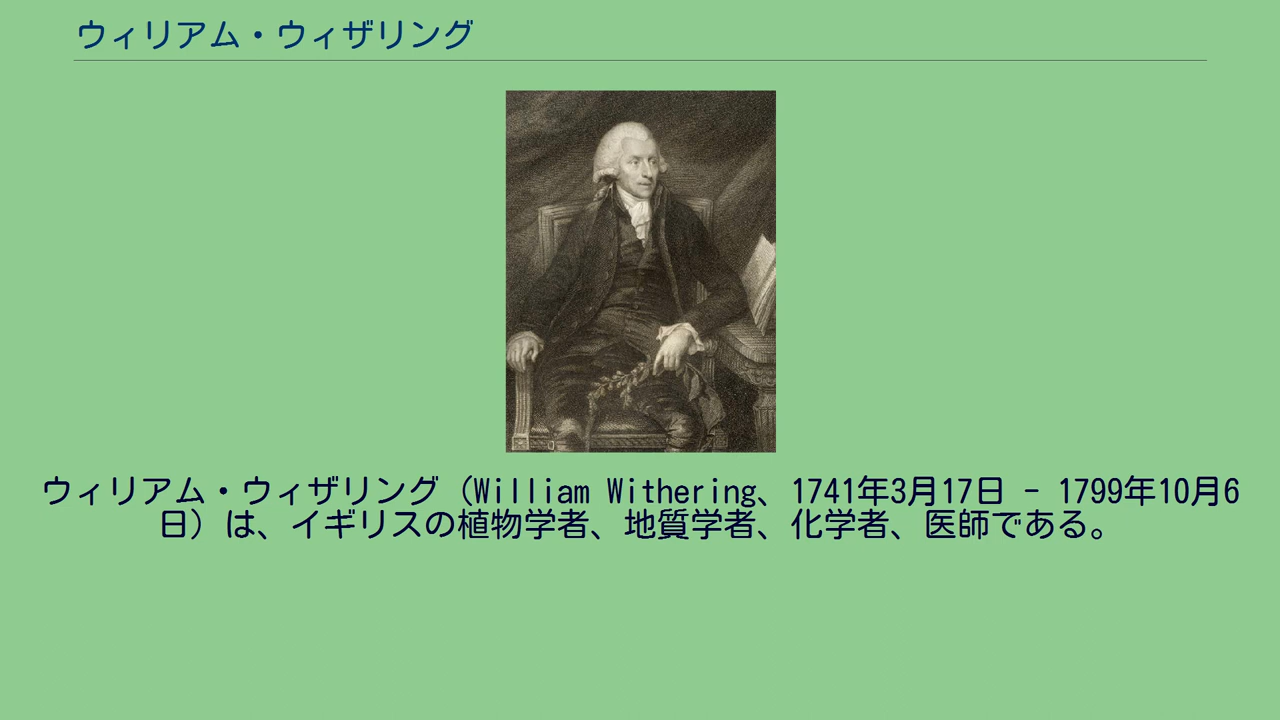 ウィリアム・ウィザリング
ウィリアム・ウィザリング（William Withering、1741年3月17日 - 1799年10月6
日）は、イギリスの植物学者、地質学者、化学者、医師である。